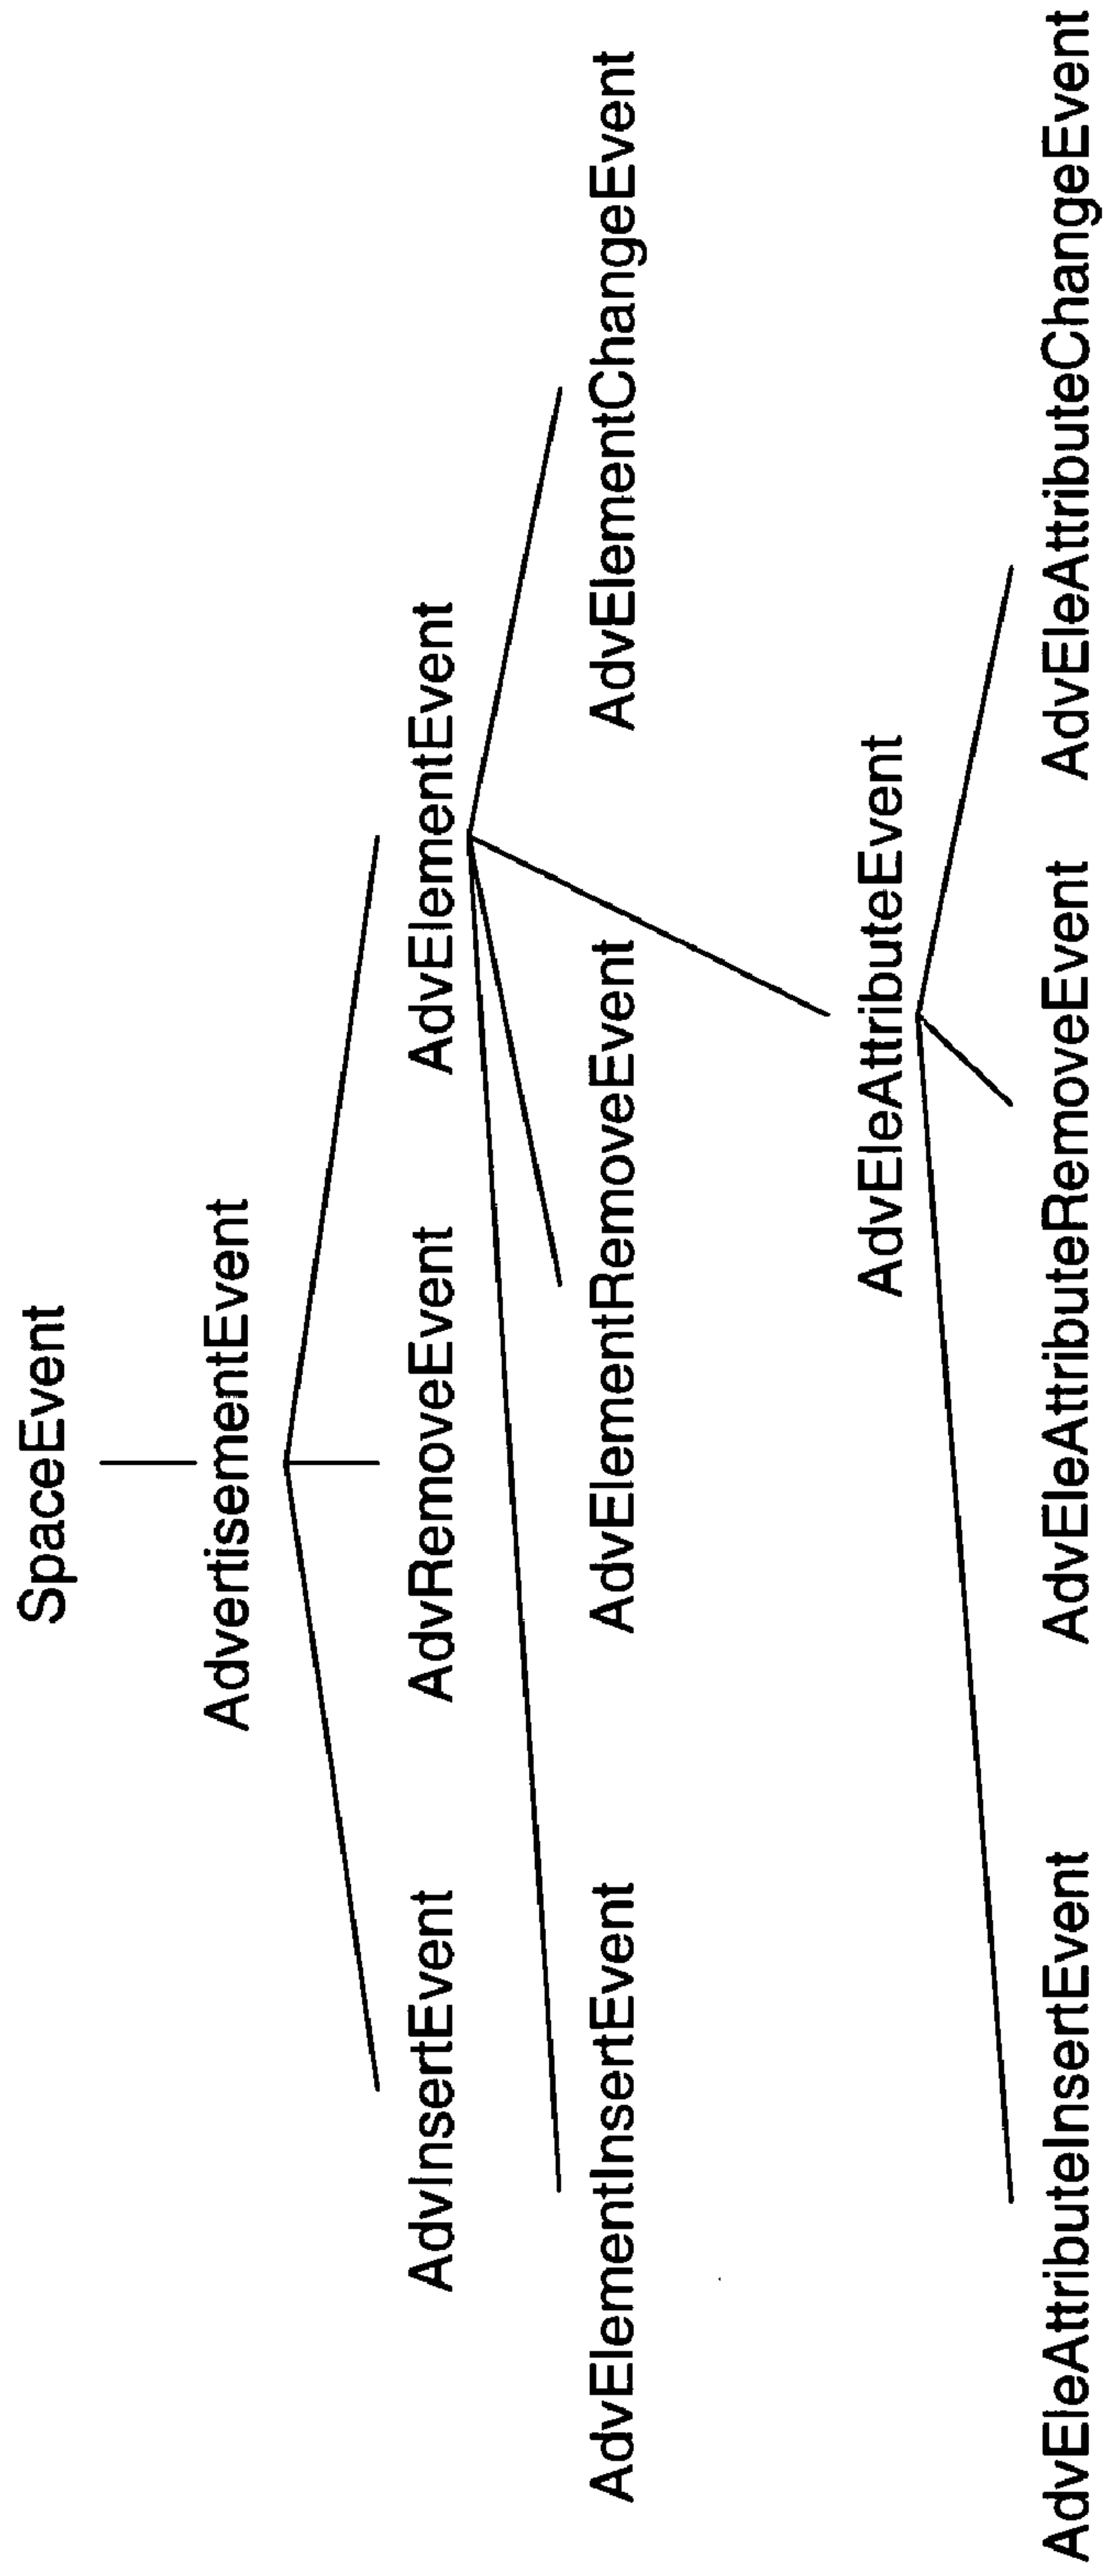 SpaceEvent
AdvertisementEvent
AdvInsertEvent
AdvRemoveEvent
AdvElementEvent
AdvElementInsertEvent
AdvElementRemoveEvent
AdvElementChangeEvent
AdvEleAttributeEvent
AdvEleAttributeInsertEvent
AdvEleAttributeRemoveEvent
AdvEleAttributeChangeEvent